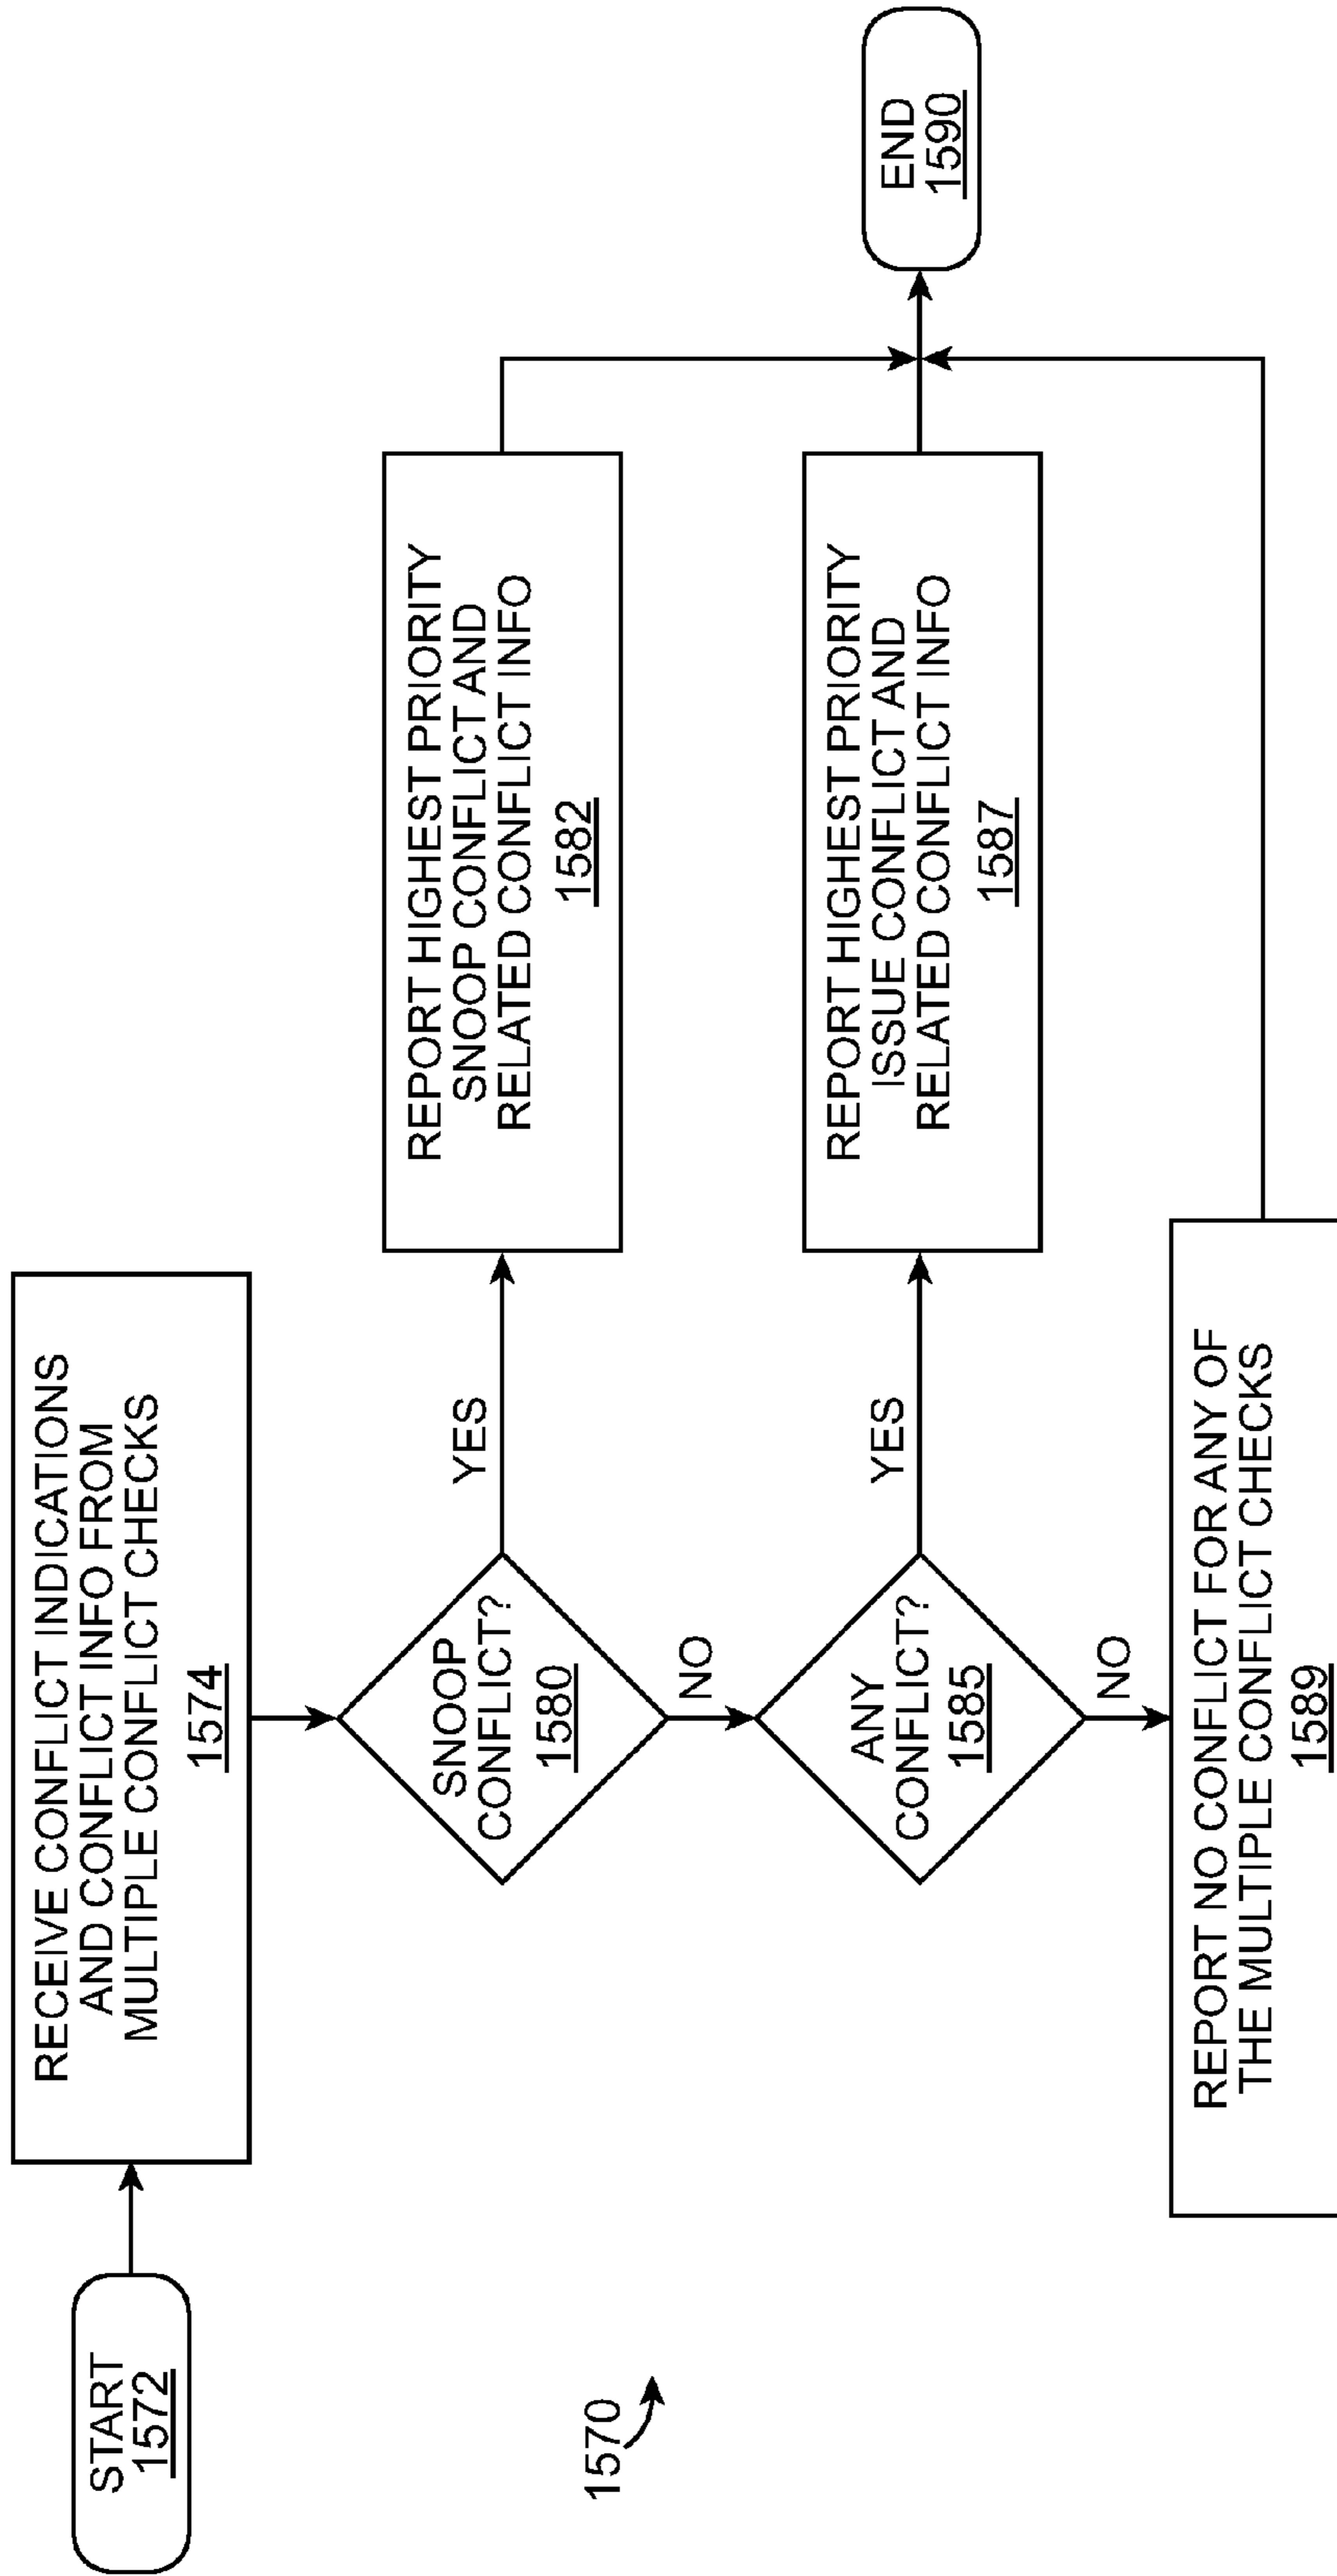 START
1572
RECEIVE CONFLICT INDICATIONS
AND CONFLICT INFO FROM
MULTIPLE CONFLICT CHECKS
1574
SNOOP
CONFLICT?
1580
YES
REPORT HIGHEST PRIORITY
SNOOP CONFLICT AND
RELATED CONFLICT INFO
1582
NO
ANY
CONFLICT?
1585
YES
REPORT HIGHEST PRIORITY
ISSUE CONFLICT AND
RELATED CONFLICT INFO
1587
END
1590
NO
REPORT NO CONFLICT FOR ANY OF
THE MULTIPLE CONFLICT CHECKS
1589
1570